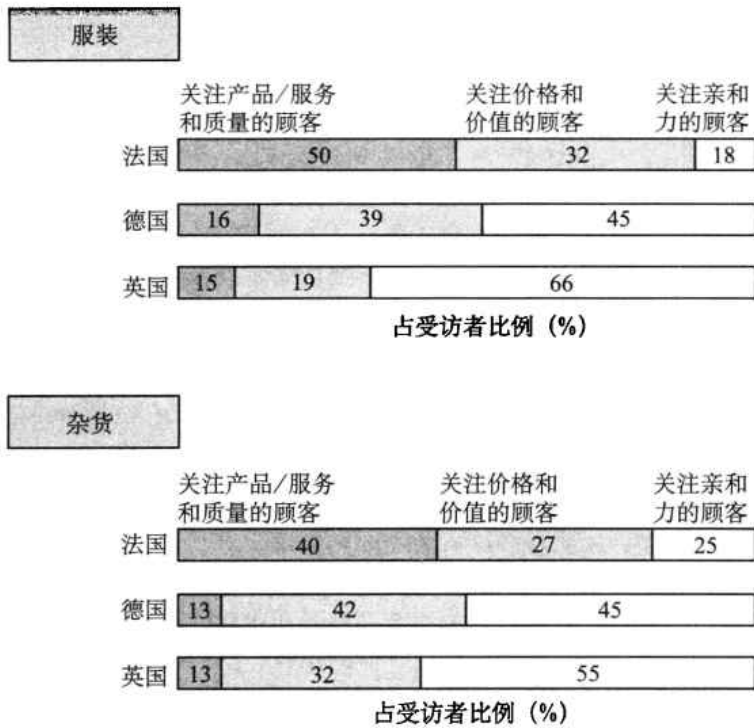 服装
关注产品/服务 关注价格和 关注亲和
和质量的顾客 价值的顾客 力的顾客
法国 50 32 18
德国 16 39 45
英国 15 19 66
占受访者比例 (%)
杂货
关注产品/服务 关注价格和 关注亲和
和质量的顾客 价值的顾客 力的顾客
法国 40 27 25
德国 13 42 45
英国 13 32 55
占受访者比例 (%)